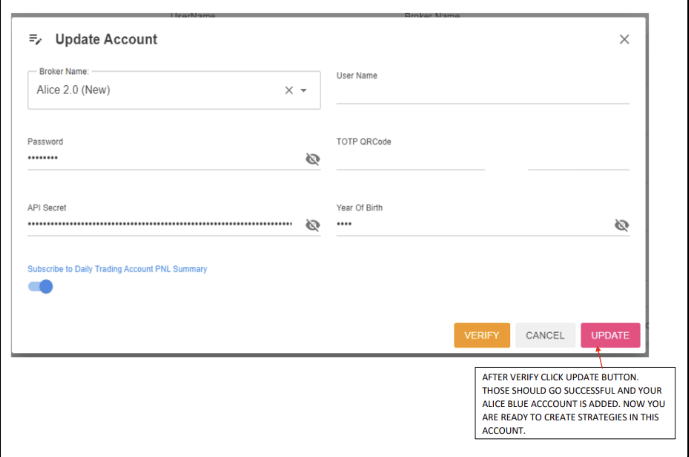 UserName Broker Name
Update Account
Broker Name:
Alice 2.0 (New)
User Name
Password
••••••••
TOTP QRCode
API Secret
Year Of Birth
••••
Subscribe to Daily Trading Account PNL Summary
VERIFY CANCEL UPDATE
AFTER VERIFY CLICK UPDATE BUTTON.
THOSE SHOULD GO SUCCESSFUL AND YOUR
ALICE BLUE ACCCOUNT IS ADDED. NOW YOU
ARE READY TO CREATE STRATEGIES IN THIS
ACCOUNT.